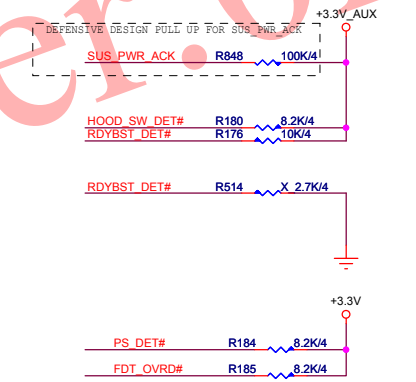 +3.3V_AUX
DEFENSIVE DESIGN PULL UP FOR SUS_PWR_ACK
SUS_PWR_ACK R848 100K/4
HOOD_SW_DET# R180 8.2K/4
RDYBST_DET# R176 10K/4
RDYBST_DET# R514 X_2.7K/4
+3.3V
PS_DET# R184 8.2K/4
FDT_OVRD# R185 8.2K/4